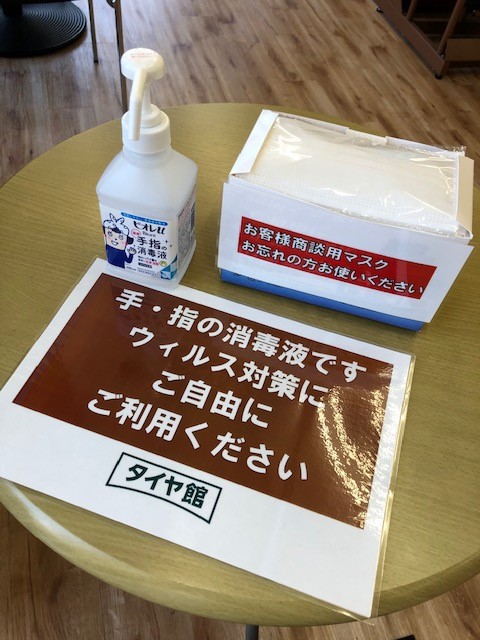 ビオレu
手指の
消毒液
お客様商談用マスク
お忘れの方お使いください
手・指の消毒液です
ウィルス対策に
ご自由に
ご利用ください
タイヤ館